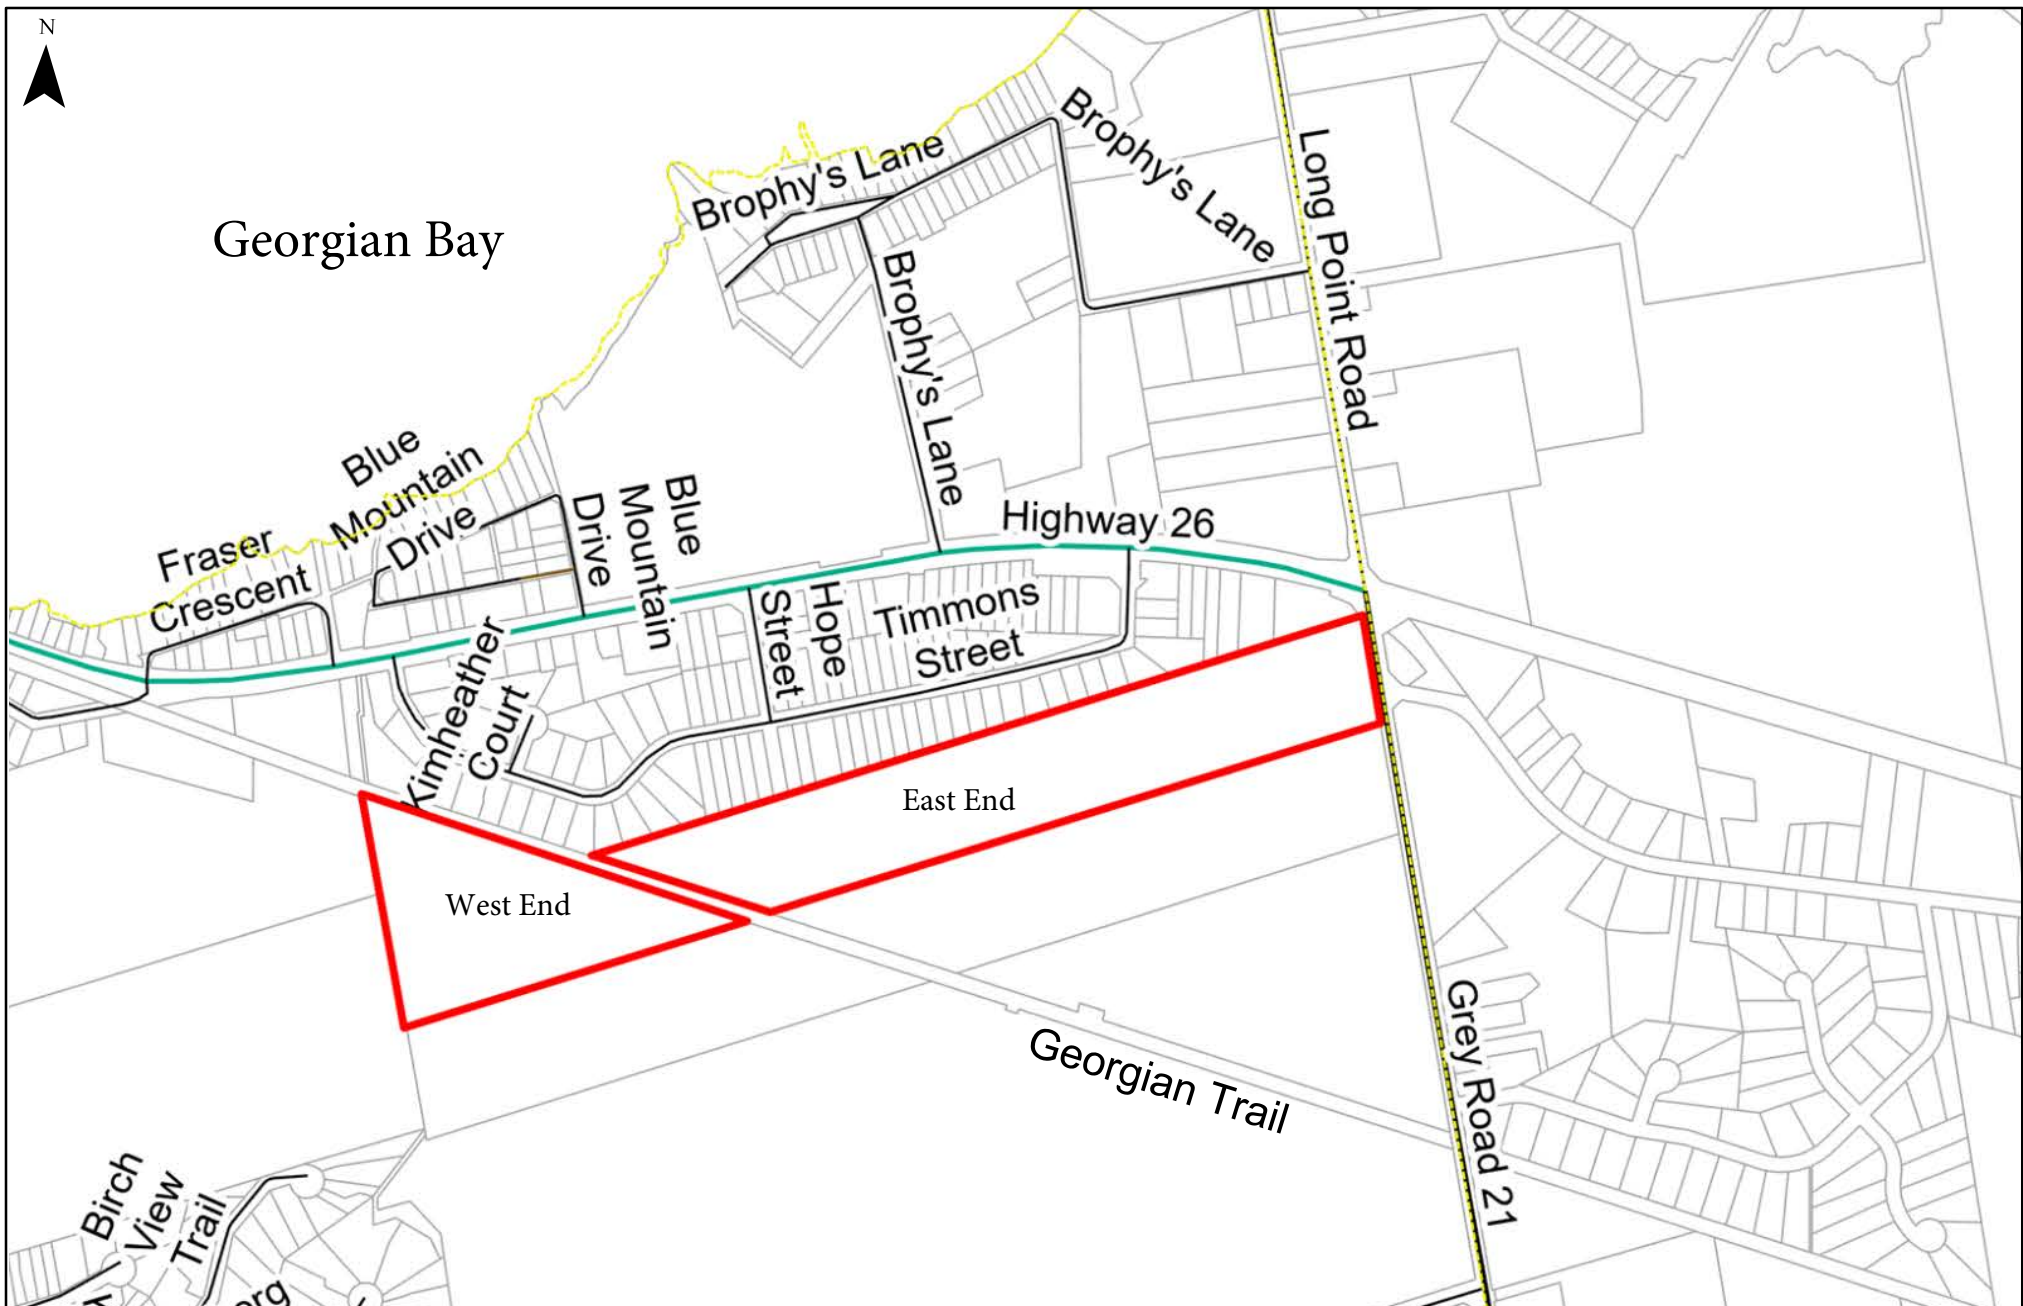 N
Georgian Bay
Brophy's Lane
Brophy's Lane
Long Point Road
Brophy's Lane
Blue
Mountain
Drive
Blue
Mountain
Drive
Highway 26
Fraser
Crescent
Hope
Street
Timmons
Street
Kimheather
Court
East End
West End
Georgian Trail
Grey Road 21
Birch
View
Trail